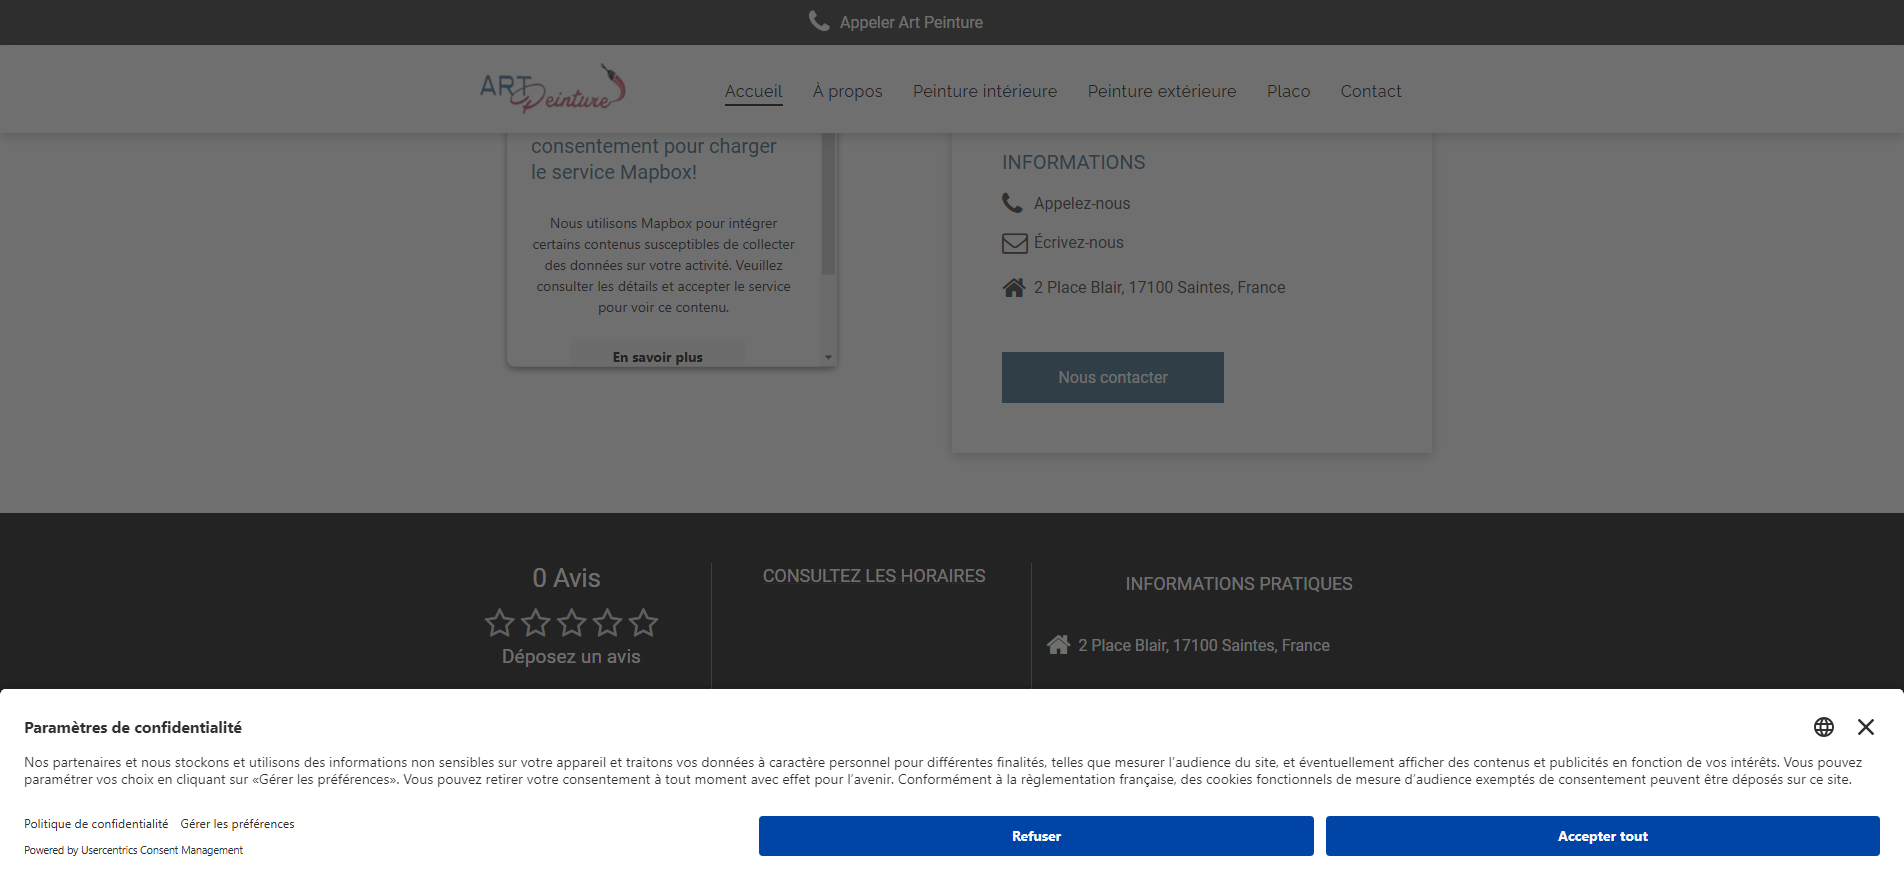 Appeler Art Peinture
ART Peinture
Accueil À propos Peinture intérieure Peinture extérieure Placo Contact
consentement pour charger
le service Mapbox!
Nous utilisons Mapbox pour intégrer
certains contenus susceptibles de collecter
des données sur votre activité. Veuillez
consulter les détails et accepter le service
pour voir ce contenu.
En savoir plus
INFORMATIONS
Appelez-nous
Écrivez-nous
2 Place Blair, 17100 Saintes, France
Nous contacter
0 Avis
Déposez un avis
CONSULTEZ LES HORAIRES
INFORMATIONS PRATIQUES
2 Place Blair, 17100 Saintes, France
Paramètres de confidentialité
Nos partenaires et nous stockons et utilisons des informations non sensibles sur votre appareil et traitons vos données à caractère personnel pour différentes finalités, telles que mesurer l'audience du site, et éventuellement afficher des contenus et publicités en fonction de vos intérêts. Vous pouvez
paramétrer vos choix en cliquant sur «Gérer les préférences». Vous pouvez retirer votre consentement à tout moment avec effet pour l'avenir. Conformément à la règlementation française, des cookies fonctionnels de mesure d'audience exemptés de consentement peuvent être déposés sur ce site.
Politique de confidentialité Gérer les préférences
Powered by Usercentrics Consent Management
Refuser
Accepter tout